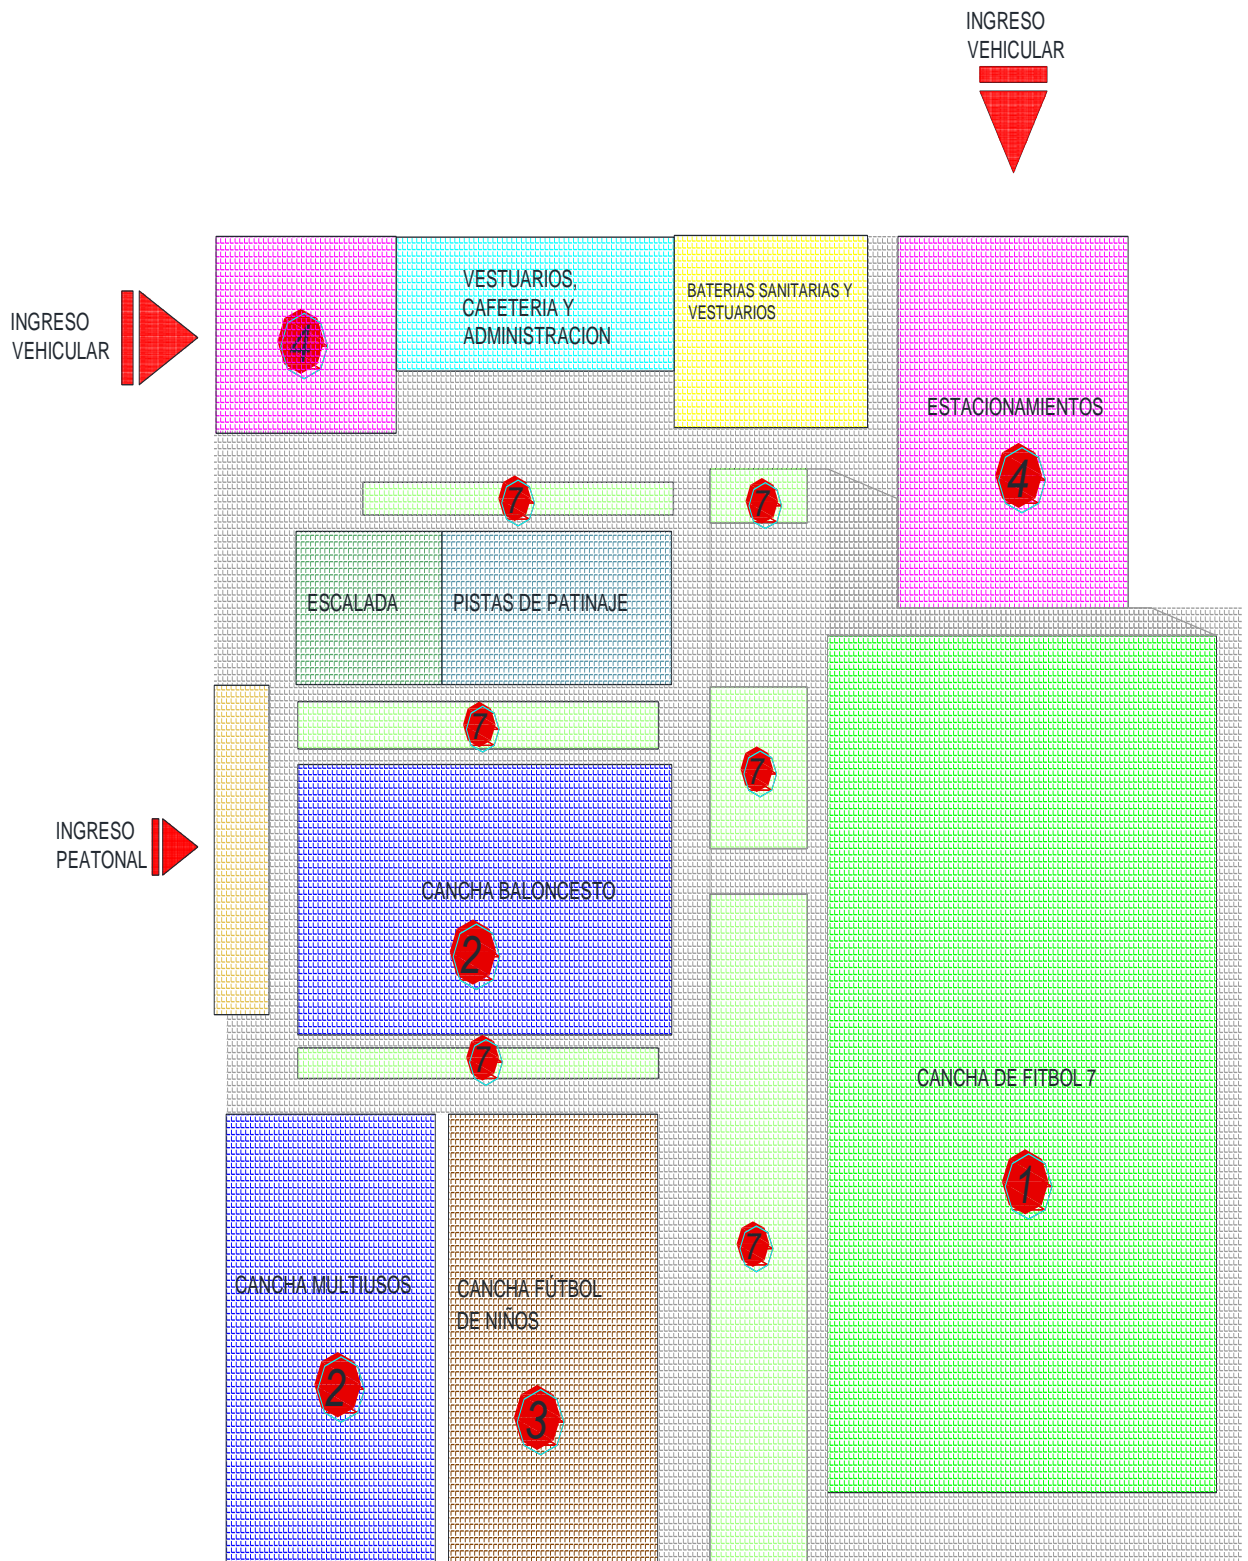 INGRESO
VEHICULAR
INGRESO
VEHICULAR
4
VESTUARIOS,
CAFETERIA Y
ADMINISTRACION
BATERIAS SANITARIAS Y
VESTUARIOS
ESTACIONAMIENTOS
4
7
7
ESCALADA
PISTAS DE PATINAJE
7
7
INGRESO
PEATONAL
CANCHA BALONCESTO
2
7
CANCHA DE FITBOL 7
1
7
CANCHA MULTIUSOS
2
CANCHA FÚTBOL
DE NIÑOS
3